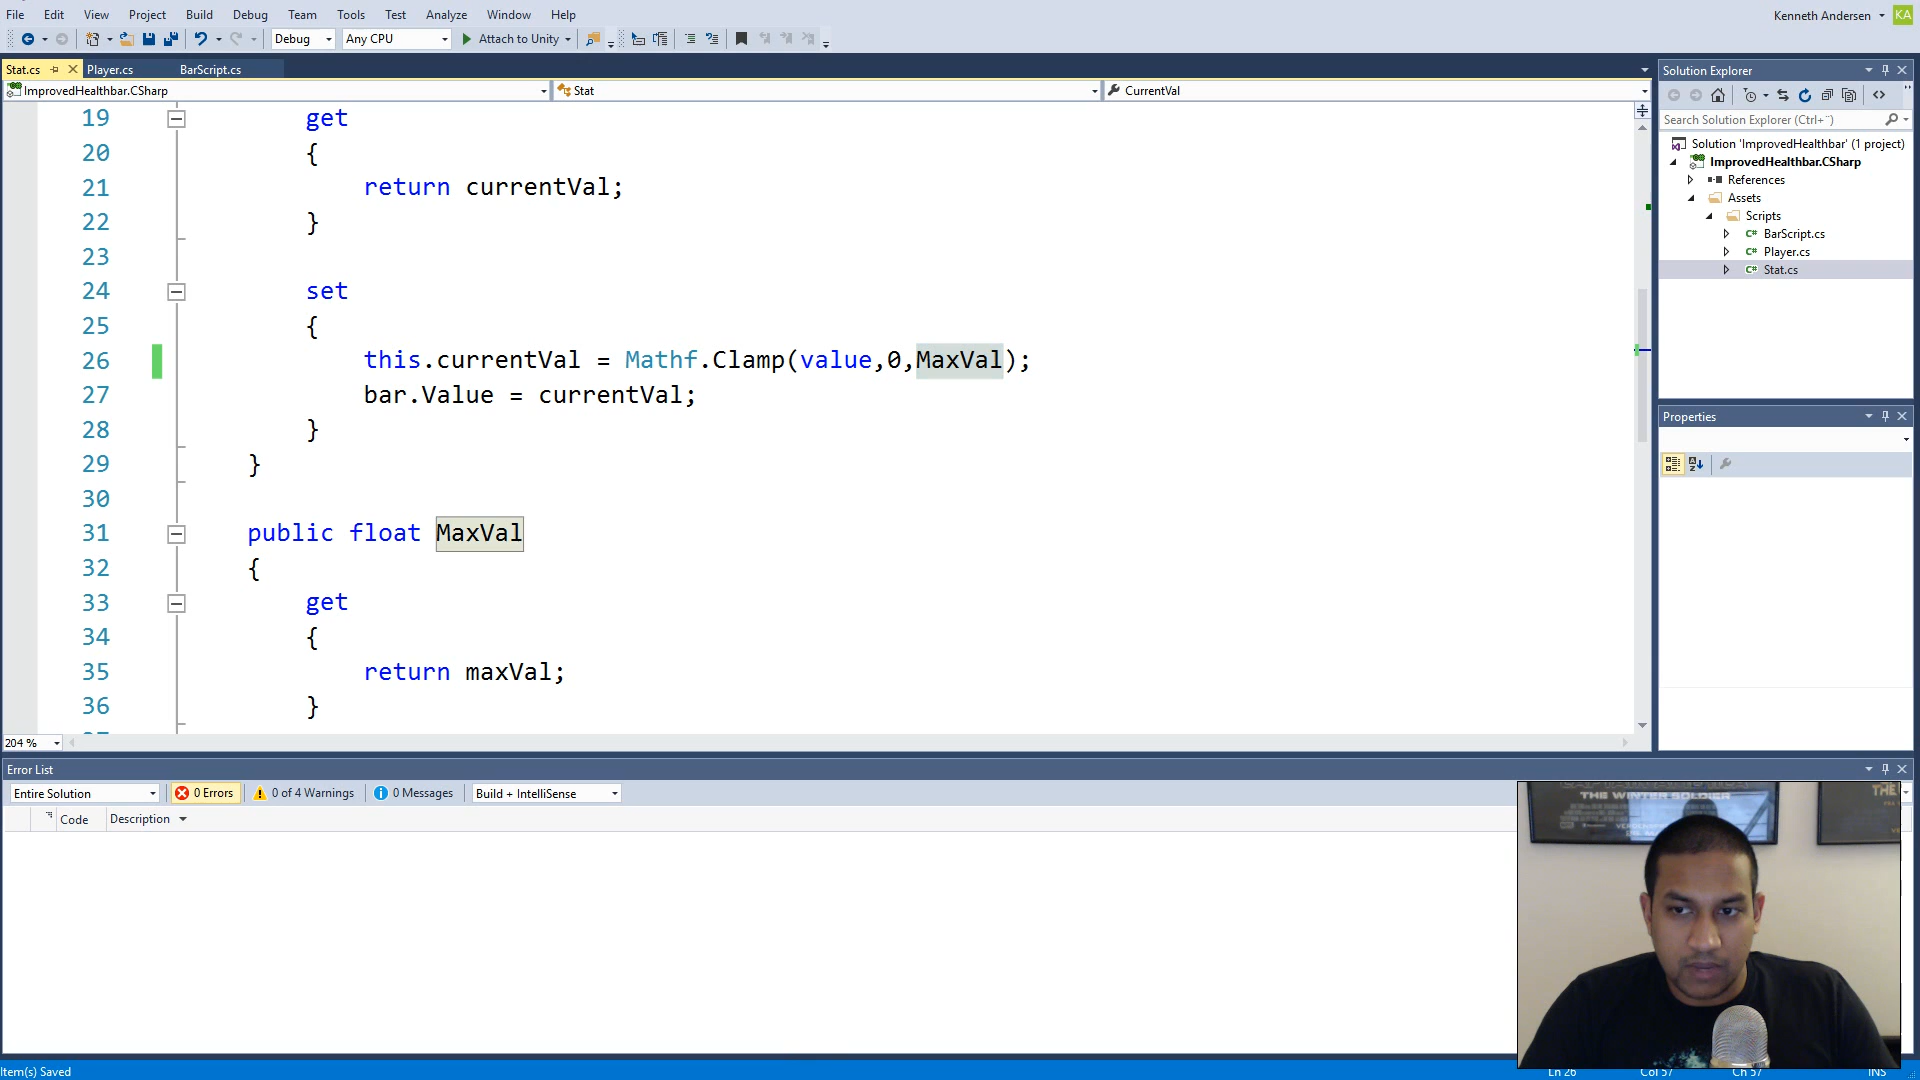 File Edit View Project Build Debug Team Tools Test Analyze Window Help
Kenneth Andersen KA
Debug Any CPU Attach to Unity
Stat.cs Player.cs BarScript.cs
ImprovedHealthbar.CSharp Stat CurrentVal
19 get
20 {
21 return currentVal;
22 }
23
24 set
25 {
26 this.currentVal = Mathf.Clamp(value,0,MaxVal);
27 bar.Value = currentVal;
28 }
29 }
30
31 public float MaxVal
32 {
33 get
34 {
35 return maxVal;
36 }
204 %
Solution Explorer
Search Solution Explorer (Ctrl+¨)
Solution 'ImprovedHealthbar' (1 project)
ImprovedHealthbar.CSharp
References
Assets
Scripts
C# BarScript.cs
C# Player.cs
C# Stat.cs
Properties
Error List
Entire Solution 0 Errors 0 of 4 Warnings 0 Messages Build + IntelliSense
Code Description
THE WINTER SOLDIER
THE
Item(s) Saved
Ln 26 Col 57 Ch 57 INS